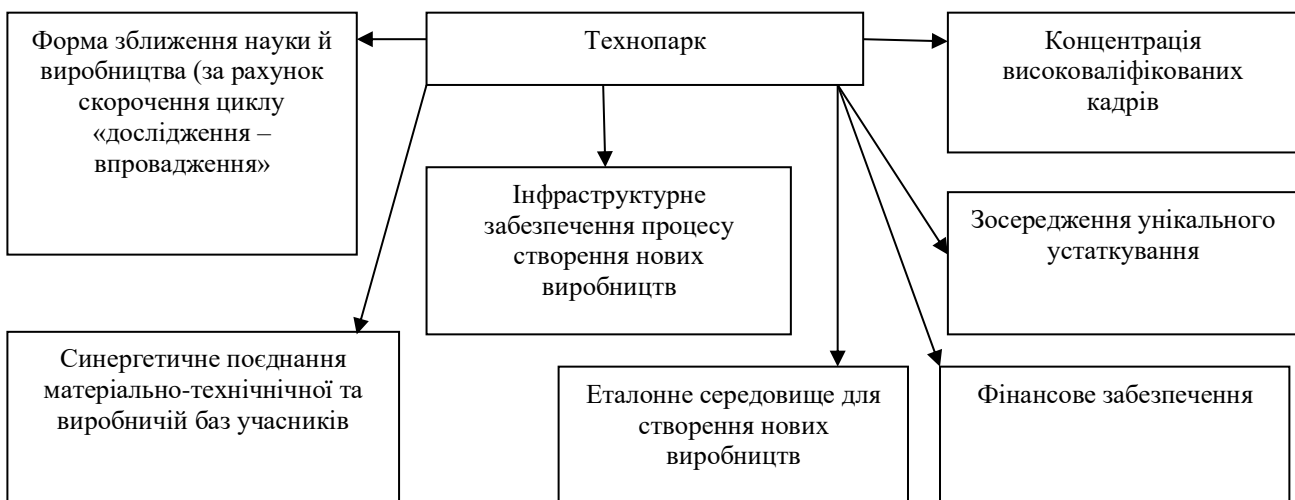 Форма зближення науки й
виробництва (за рахунок
скорочення циклу
«дослідження –
впровадження»
Технопарк
Концентрація
високоваліфікованих
кадрів
Інфраструктурне
забезпечення процесу
створення нових
виробництв
Зосередження унікального
устаткування
Синергетичне поєднання
матеріально-технічнічної та
виробничій баз учасників
Еталонне середовище для
створення нових
виробництв
Фінансове забезпечення